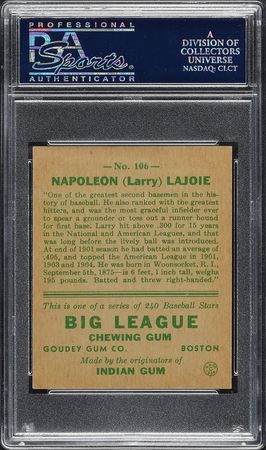 PROFESSIONAL
PSA
Sports
AUTHENTICATOR
A
DIVISION OF
COLLECTORS
UNIVERSE
NASDAQ: CLCT
—No. 106—
NAPOLEON (Larry) LAJOIE
"One of the greatest second basemen in the
history of baseball. He also ranked with the greatest
hitters, and was the most graceful infielder ever
to spear a grounder or toss out a runner bound
for first base. Larry hit above .300 for 15 years
in the National and American Leagues, and that
was long before the lively ball was introduced.
At end of 1901 season he had batted an average of
.405, and topped the American League in 1901,
1903 and 1904. He was born in Woonsocket, R. I.,
September 5th, 1875—is 6 feet, 1 inch tall, weighs
195 pounds. Batted and threw right-handed."
This is one of a series of 240 Baseball Stars
BIG LEAGUE
CHEWING GUM
GOUDEY GUM CO. BOSTON
Made by the originators of
INDIAN GUM